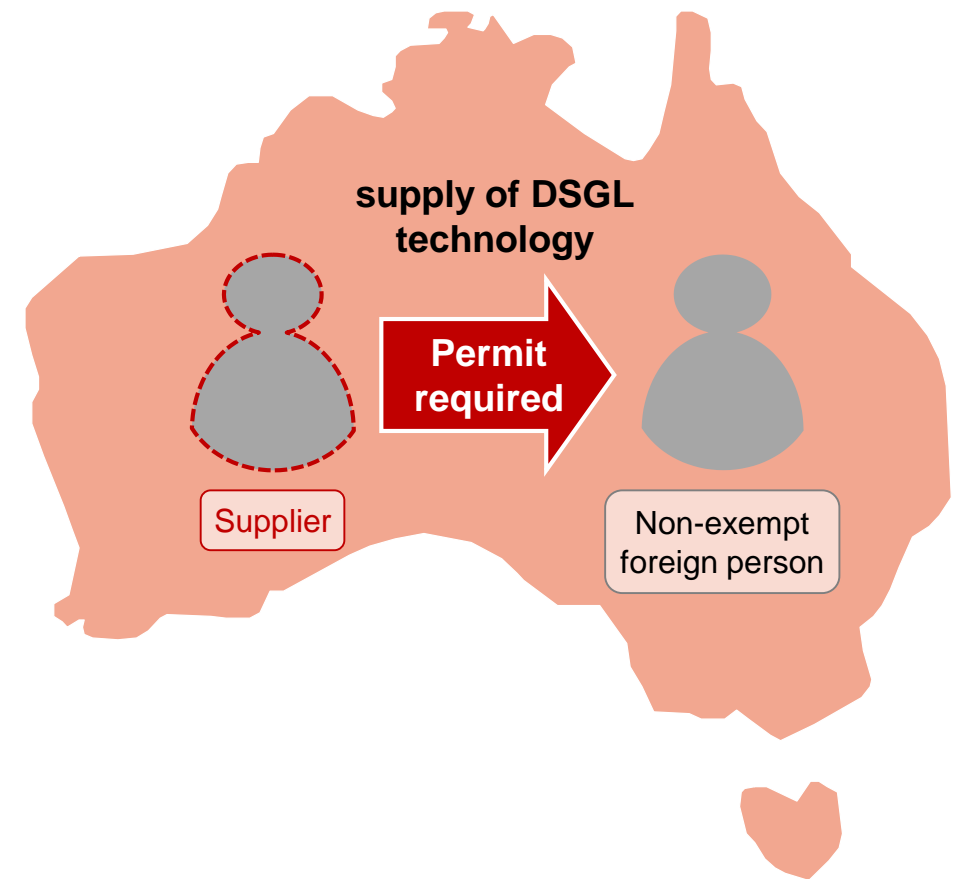 supply of DSGL
technology
Permit
required
Supplier
Non-exempt
foreign person